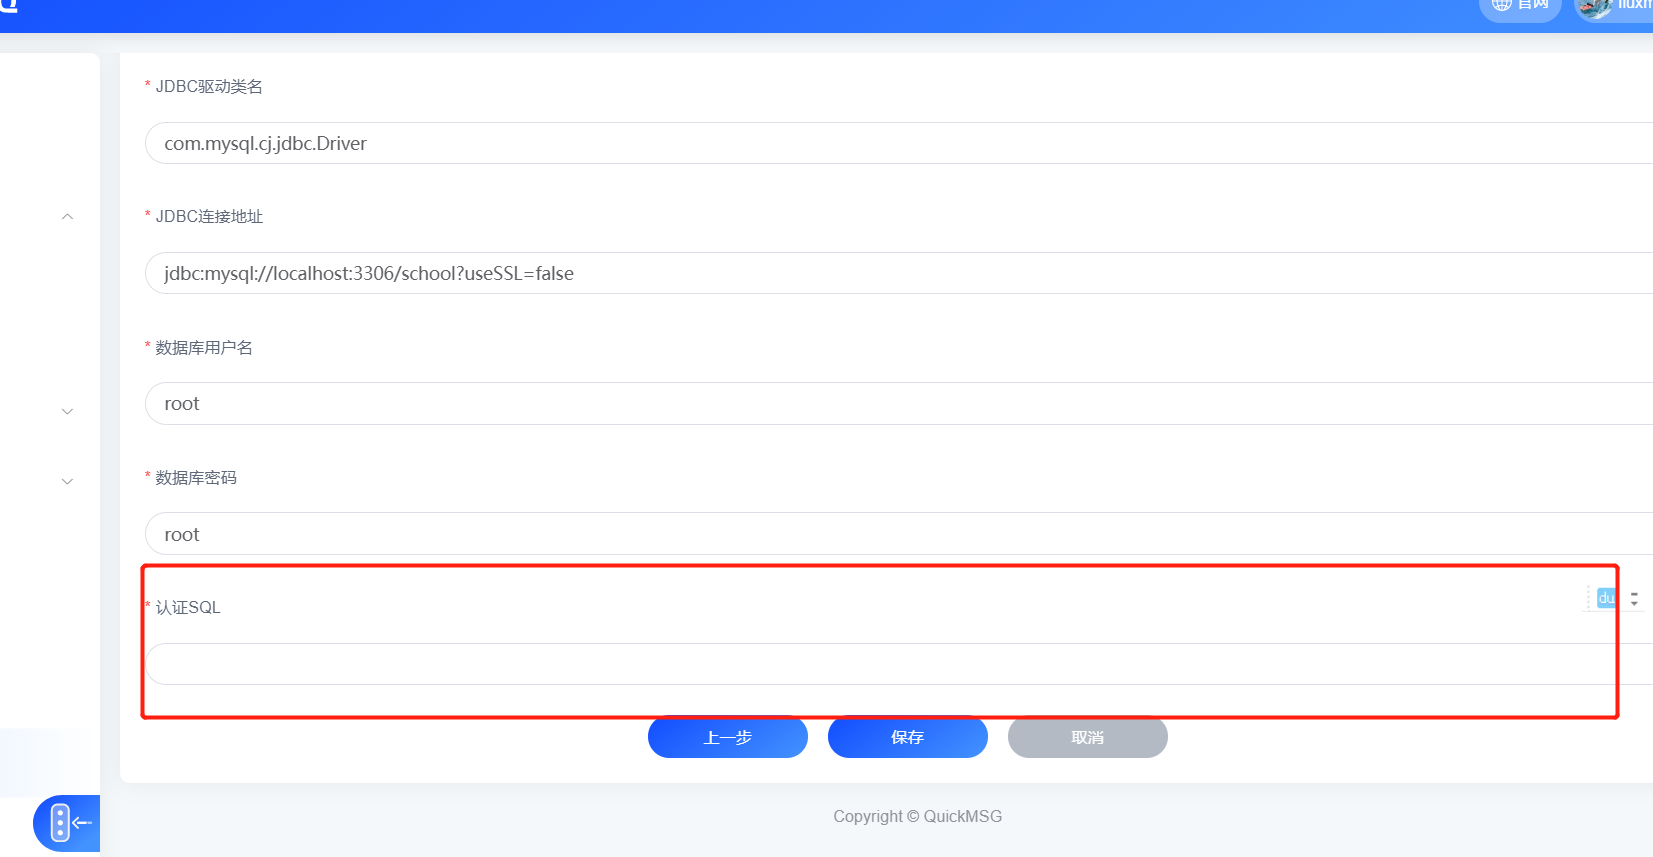 官网
* JDBC驱动类名
com.mysql.cj.jdbc.Driver
* JDBC连接地址
jdbc:mysql://localhost:3306/school?useSSL=false
* 数据库用户名
root
* 数据库密码
root
* 认证SQL
du
上一步 保存 取消
Copyright © QuickMSG